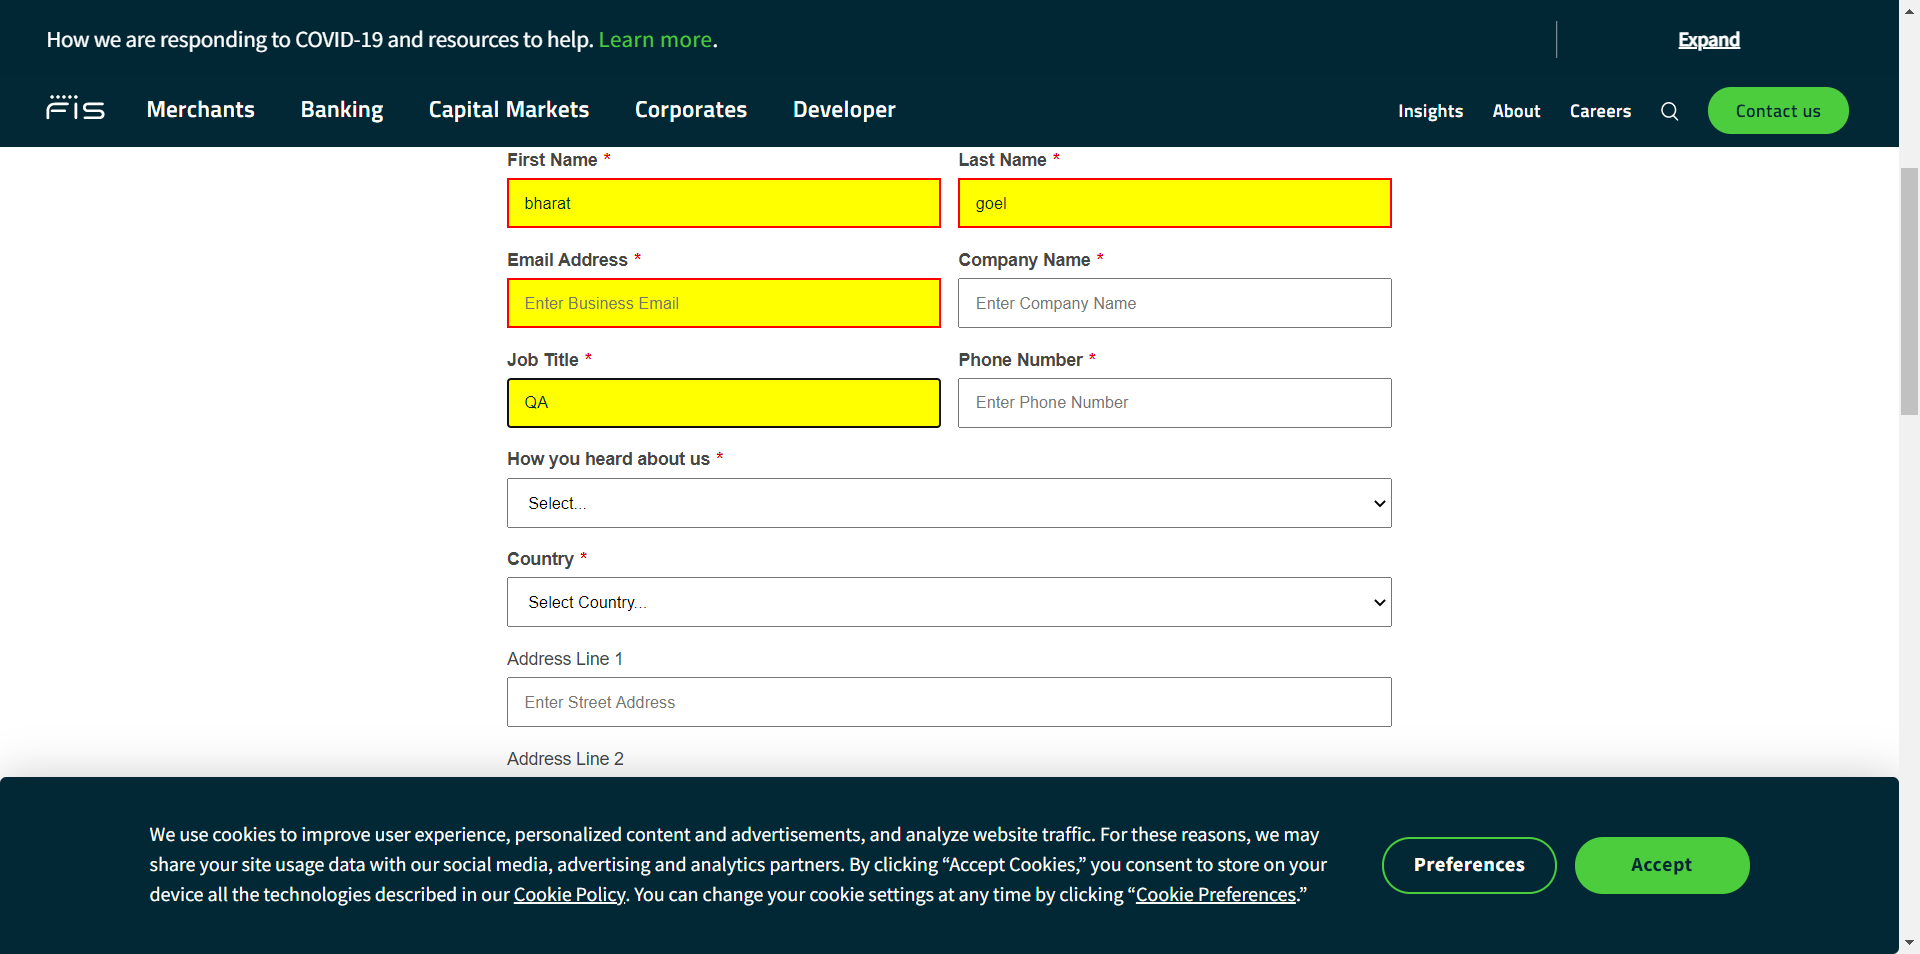 How we are responding to COVID-19 and resources to help. Learn more.
Expand
FIS
Merchants Banking Capital Markets Corporates Developer
Insights About Careers
Contact us
First Name *
Last Name *
bharat
goel
Email Address *
Company Name *
Enter Business Email
Enter Company Name
Job Title *
Phone Number *
QA
Enter Phone Number
How you heard about us *
Select...
Country *
Select Country...
Address Line 1
Enter Street Address
Address Line 2
We use cookies to improve user experience, personalized content and advertisements, and analyze website traffic. For these reasons, we may
share your site usage data with our social media, advertising and analytics partners. By clicking “Accept Cookies,” you consent to store on your
device all the technologies described in our Cookie Policy. You can change your cookie settings at any time by clicking “Cookie Preferences.”
Preferences
Accept